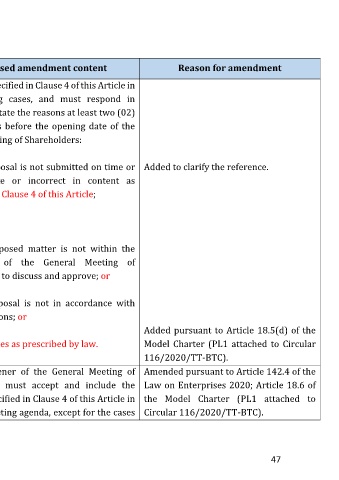 sed amendment content
Reason for amendment
cified in Clause 4 of this Article in
g cases, and must respond in
tate the reasons at least two (02)
s before the opening date of the
ing of Shareholders:
posal is not submitted on time or
e or incorrect in content as
Clause 4 of this Article;
posed matter is not within the
of the General Meeting of
to discuss and approve; or
posal is not in accordance with
ons; or
es as prescribed by law.
Added to clarify the reference.
Added pursuant to Article 18.5(d) of the
Model Charter (PL1 attached to Circular
116/2020/TT-BTC).
ener of the General Meeting of
must accept and include the
cified in Clause 4 of this Article in
eting agenda, except for the cases
Amended pursuant to Article 142.4 of the
Law on Enterprises 2020; Article 18.6 of
the Model Charter (PL1 attached to
Circular 116/2020/TT-BTC).
47